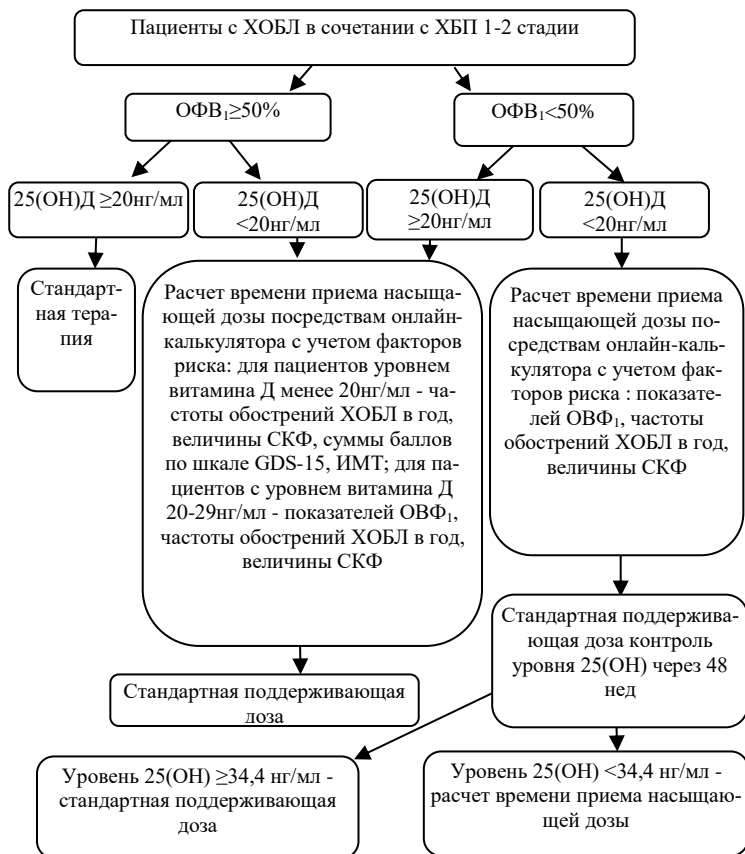 Пациенты с ХОБЛ в сочетании с ХБП 1-2 стадии
ОФВ₁≥50%
ОФВ₁<50%
25(ОН)Д ≥20нг/мл
25(ОН)Д
<20нг/мл
25(ОН)Д
≥20нг/мл
25(ОН)Д
<20нг/мл
Стандарт-
ная тера-
пия
Расчет времени приема насыща-
ющей дозы посредствам онлайн-
калькулятора с учетом факторов
риска: для пациентов уровнем
витамина Д менее 20нг/мл - ча-
стоты обострений ХОБЛ в год,
величины СКФ, суммы баллов
по шкале GDS-15, ИМТ; для па-
циентов с уровнем витамина Д
20-29нг/мл - показателей ОВФ₁,
частоты обострений ХОБЛ в год,
величины СКФ
Расчет времени приема
насыщающей дозы по-
средствам онлайн-каль-
кулятора с учетом фак-
торов риска : показате-
лей ОВФ₁, частоты
обострений ХОБЛ в год,
величины СКФ
Стандартная поддерживающая
доза
Стандартная поддержива-
ющая доза контроль
уровня 25(ОН) через 48
нед
Уровень 25(ОН) ≥34,4 нг/мл -
стандартная поддерживающая
доза
Уровень 25(ОН) <34,4 нг/мл -
расчет времени приема насыща-
ющей дозы